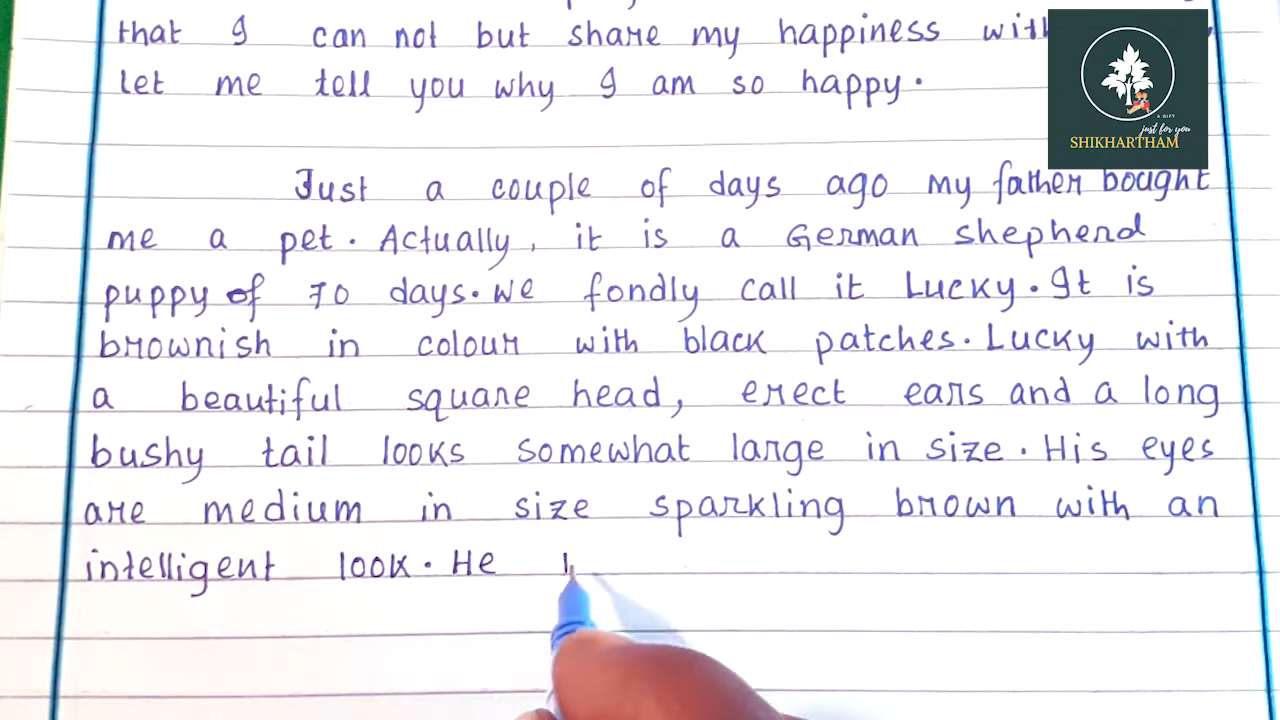 that I can not but share my happiness with
let me tell you why I am so happy.
A GIFT
just for you
SHIKHARTHAM
Just a couple of days ago my father bought
me a pet. Actually, it is a German shepherd
puppy of 70 days. We fondly call it Lucky. It is
brownish in colour with black patches. Lucky with
a beautiful square head, erect ears and a long
bushy tail looks somewhat large in size. His eyes
are medium in size sparkling brown with an
intelligent look. He